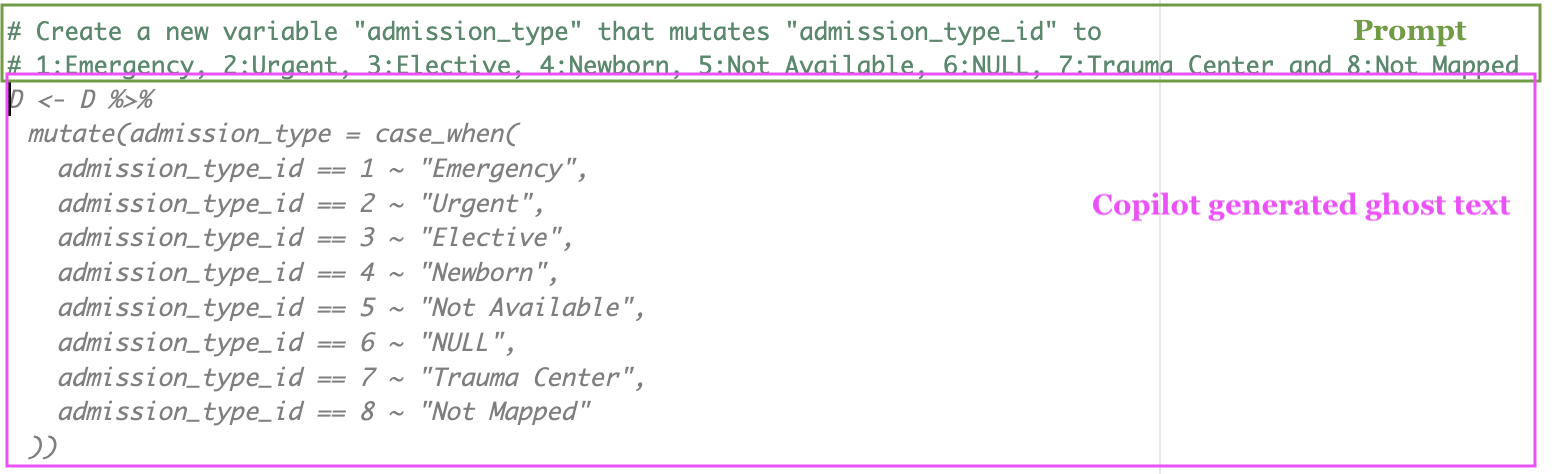 # Create a new variable "admission_type" that mutates "admission_type_id" to
Prompt
# 1:Emergency, 2:Urgent, 3:Elective, 4:Newborn, 5:Not Available, 6:NULL, 7:Trauma Center and 8:Not Mapped
D <- D %>%
  mutate(admission_type = case_when(
    admission_type_id == 1 ~ "Emergency",
    admission_type_id == 2 ~ "Urgent",
Copilot generated ghost text
    admission_type_id == 3 ~ "Elective",
    admission_type_id == 4 ~ "Newborn",
    admission_type_id == 5 ~ "Not Available",
    admission_type_id == 6 ~ "NULL",
    admission_type_id == 7 ~ "Trauma Center",
    admission_type_id == 8 ~ "Not Mapped"
  ))